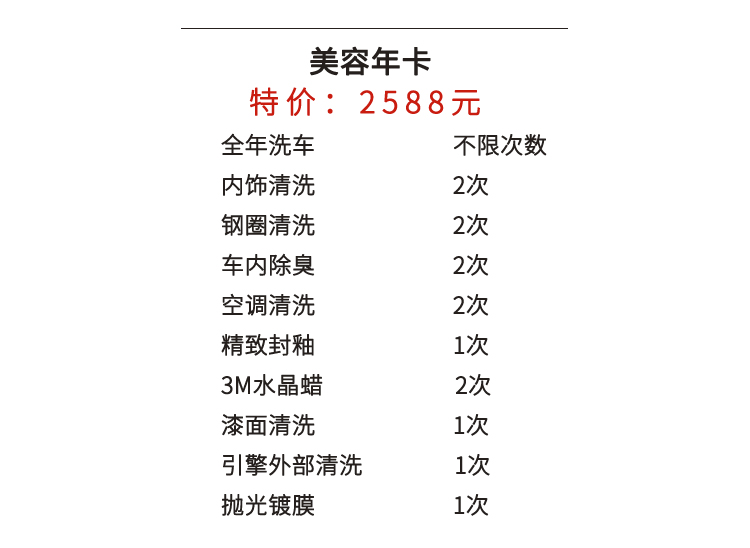 美容年卡
特价：2588元
全年洗车 不限次数
内饰清洗 2次
钢圈清洗 2次
车内除臭 2次
空调清洗 2次
精致封釉 1次
3M水晶蜡 2次
漆面清洗 1次
引擎外部清洗 1次
抛光镀膜 1次